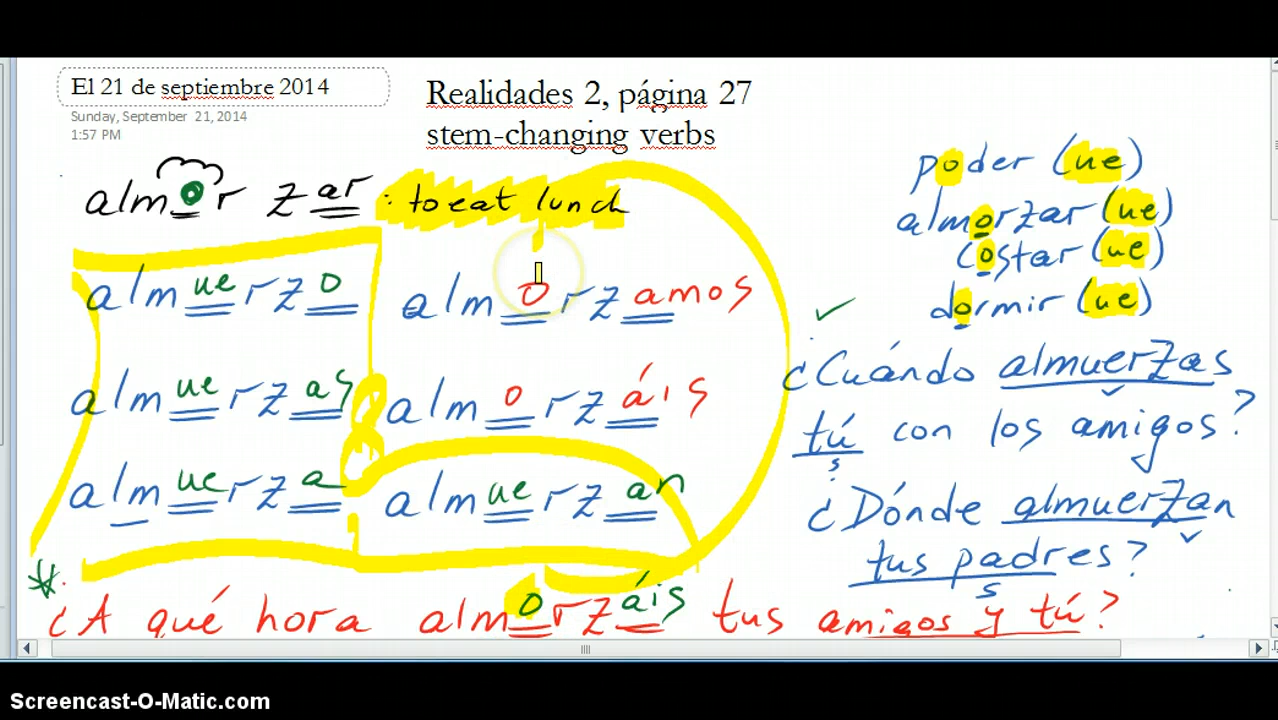 El 21 de septiembre 2014
Sunday, September 21, 2014
1:57 PM
Realidades 2, página 27
stem-changing verbs
almorzar : to eat lunch
almuerzo almorzamos
almuerzas almorzáis
almuerza almuerzan
poder (ue)
almorzar (ue)
costar (ue)
dormir (ue)
¿Cuándo almuerzas
v
tú con los amigos?
s
¿Dónde almuerzan
v
tus padres?
s
¿A qué hora almorzáis tus amigos y tú?
Screencast-O-Matic.com